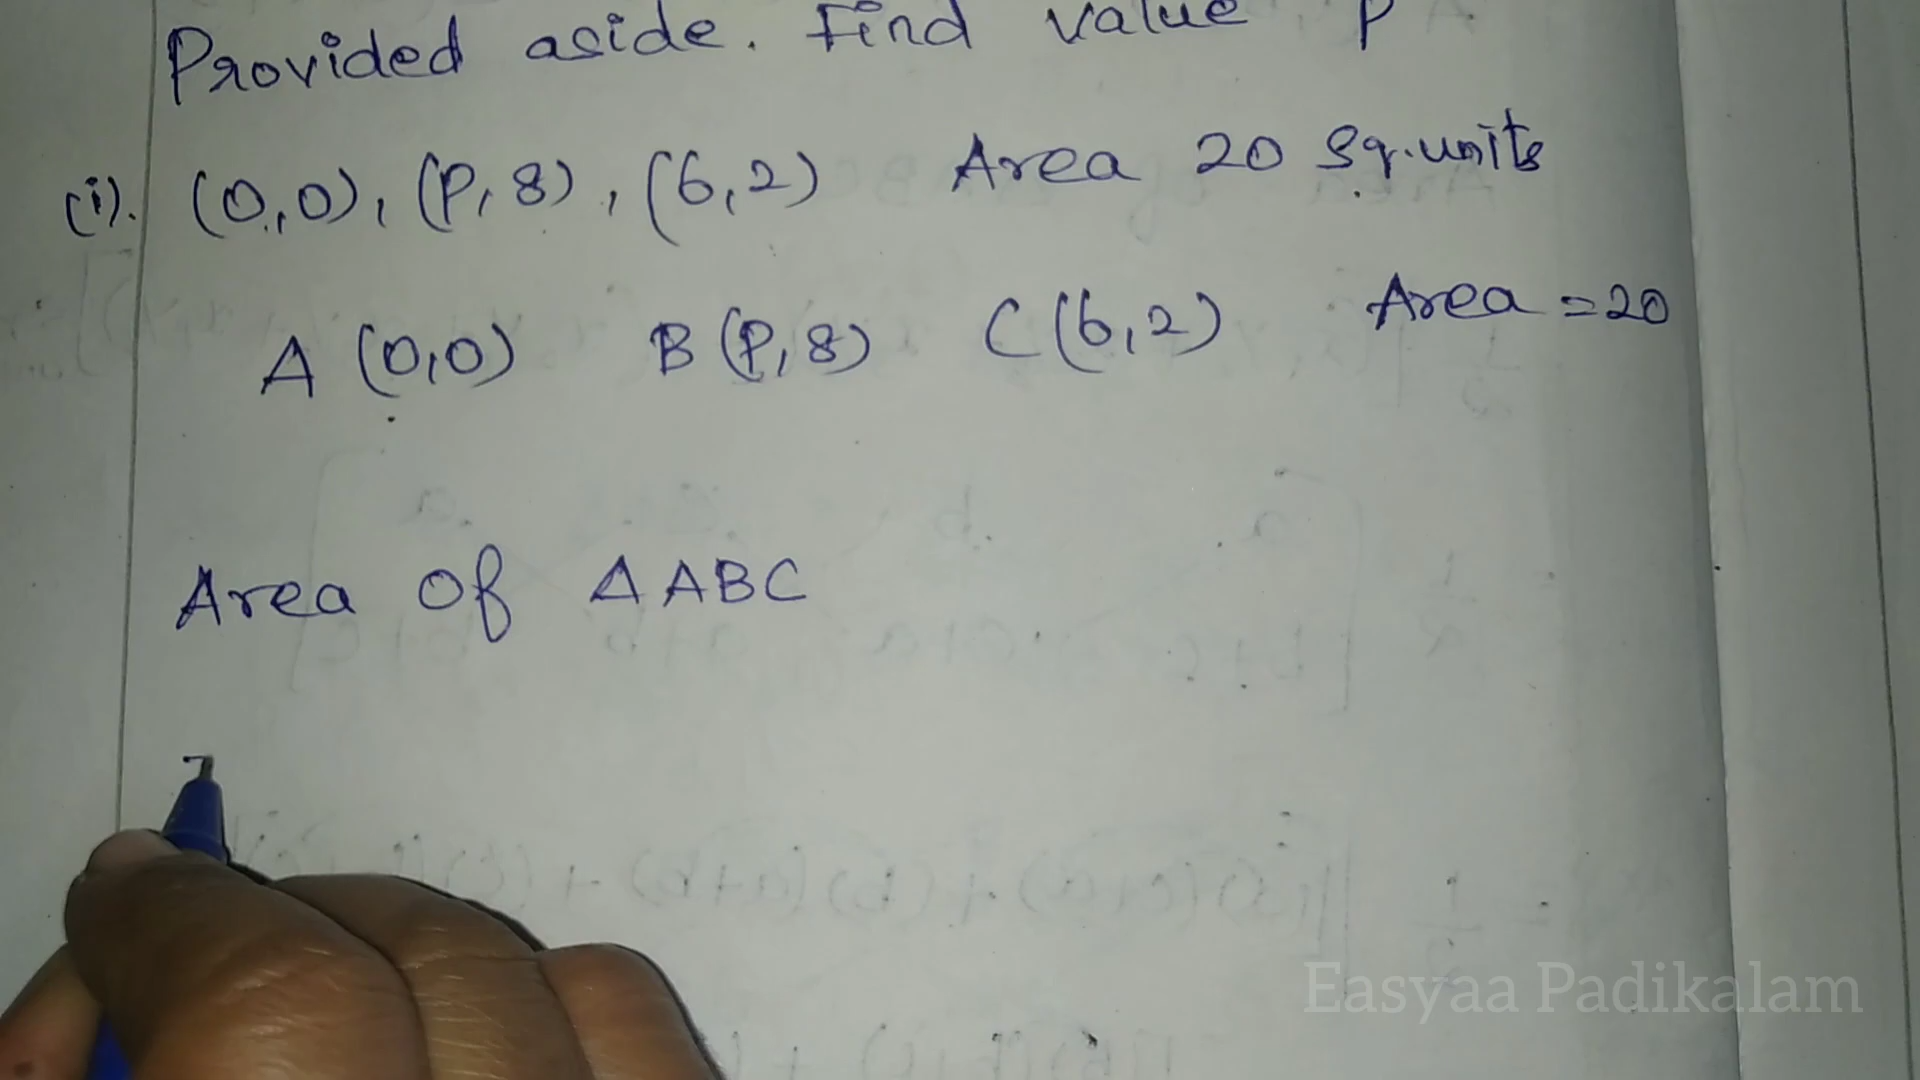 Provided aside. Find value P
(i). (0,0), (P,8), (6,2) Area 20 sq.units
A (0,0) B (P,8) C (6,2) Area = 20
Area of ΔABC
Easyaa Padikalam